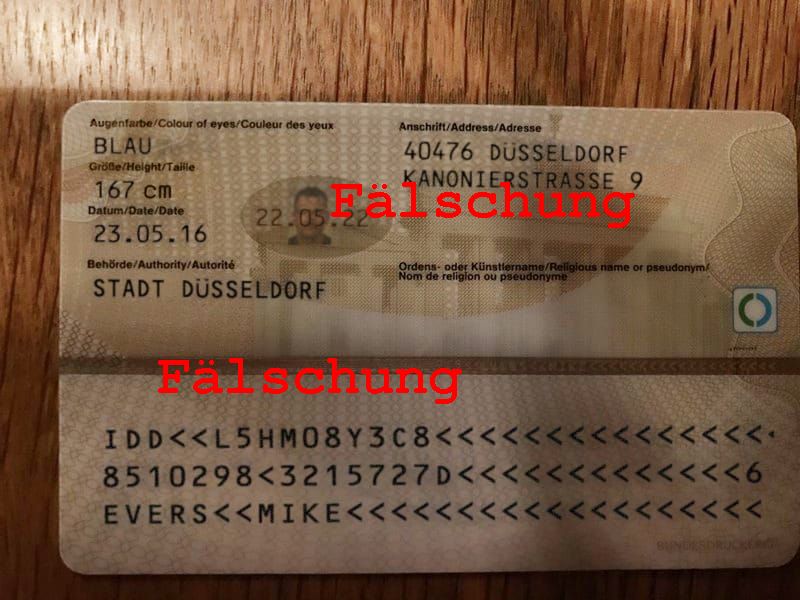 Augenfarbe/Colour of eyes/Couleur des yeux
BLAU
Größe/Height/Taille
167 cm
Datum/Date/Date
23.05.16
22.05.22
Behörde/Authority/Autorité
STADT DÜSSELDORF
Anschrift/Address/Adresse
40476 DÜSSELDORF
KANONIERSTRASSE 9
Fälschung
Ordens- oder Künstlername/Religious name or pseudonym/
Nom de religion ou pseudonyme
Fälschung
IDD<<L5HM08Y3C8<<<<<<<<<<<<<<<
8510298<3215727D<<<<<<<<<<<<<6
EVERS<<MIKE<<<<<<<<<<<<<<<<<<<
BUNDESDRUCKEREI